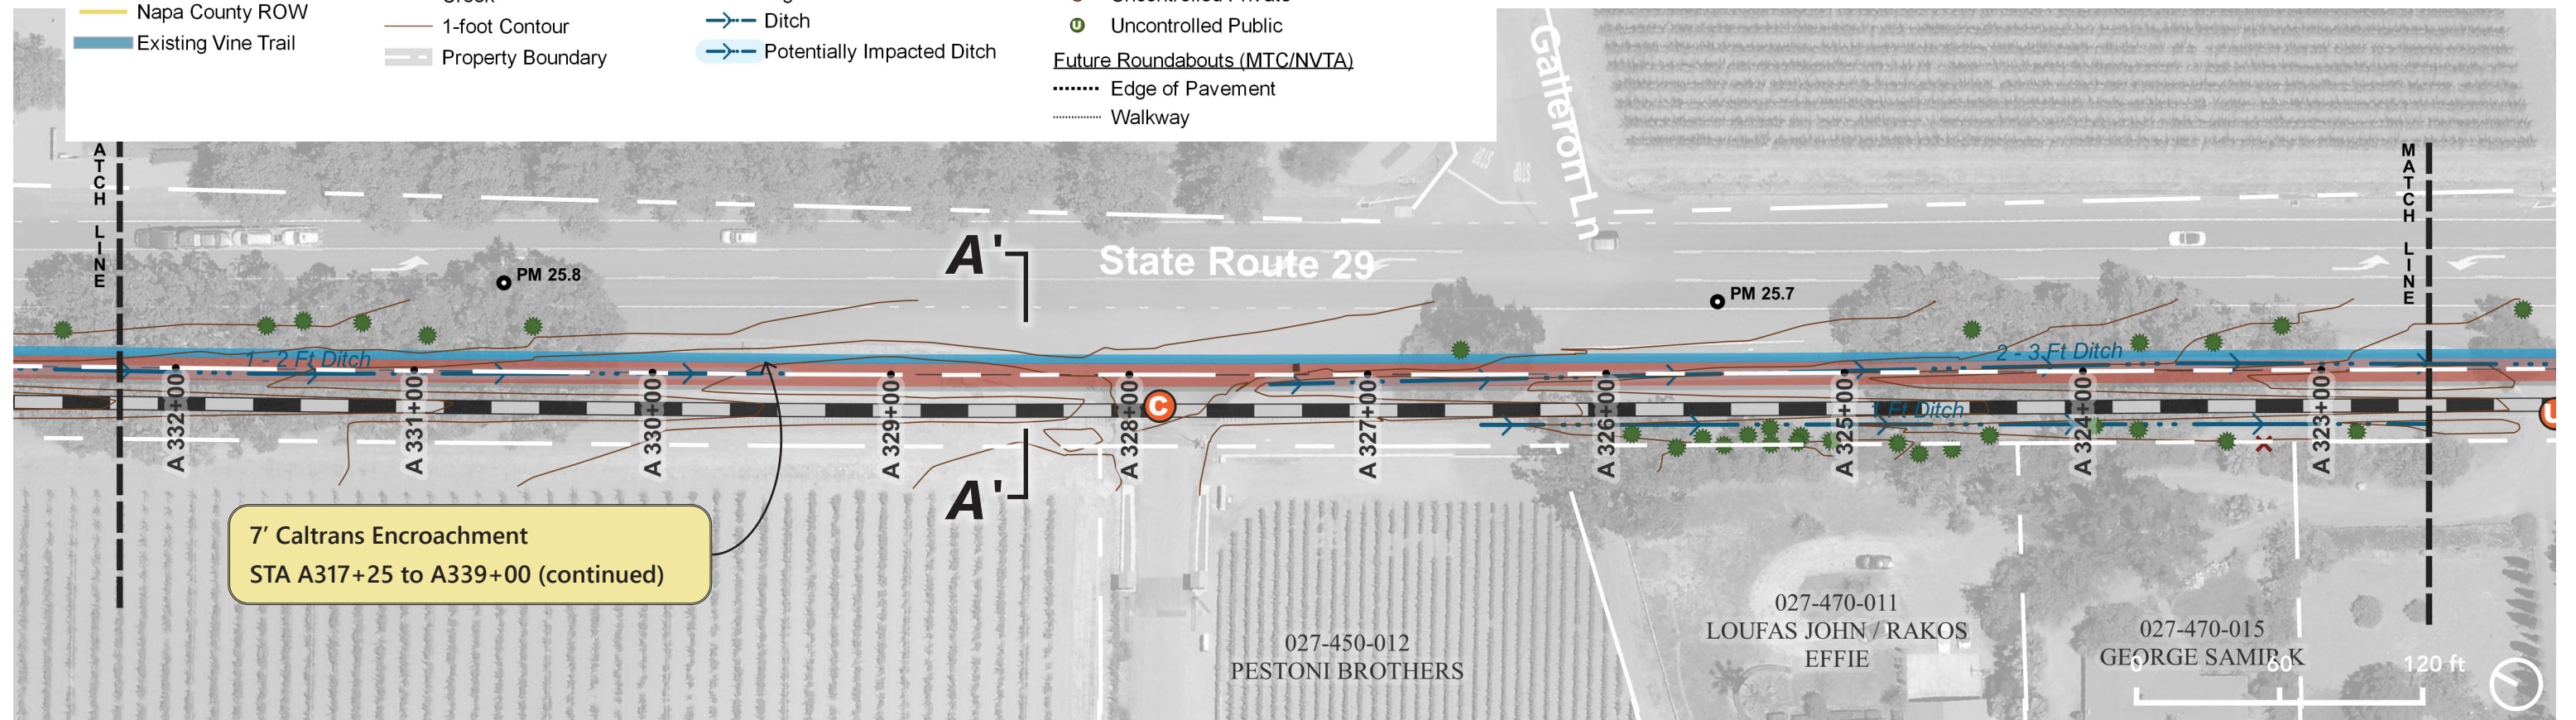 Napa County ROW
Existing Vine Trail
1-foot Contour
Property Boundary
Ditch
Potentially Impacted Ditch
Uncontrolled Public
Future Roundabouts (MTC/NVTA)
Edge of Pavement
Walkway
U
Galleron Ln
STOP
STOP
ATCH LINE
MATCH LINE
A'
State Route 29
PM 25.8
PM 25.7
1 - 2 Ft Ditch
2 - 3 Ft Ditch
1 Ft Ditch
A 332+00
A 331+00
A 330+00
A 329+00
A 328+00
C
A 327+00
A 326+00
A 325+00
A 324+00
A 323+00
U
A'
7’ Caltrans Encroachment
STA A317+25 to A339+00 (continued)
027-450-012
PESTONI BROTHERS
027-470-011
LOUFAS JOHN / RAKOS
EFFIE
027-470-015
GEORGE SAMIR K
0 60 120 ft